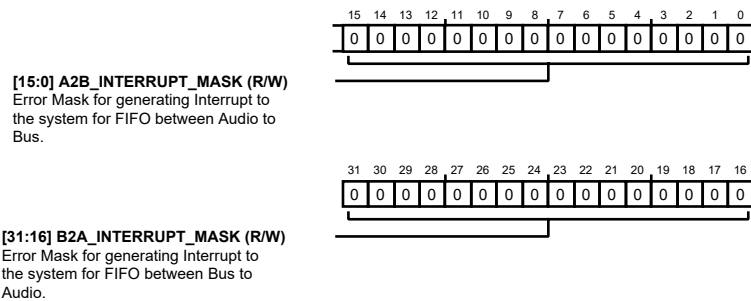 15 14 13 12 11 10 9 8 7 6 5 4 3 2 1 0
0 0 0 0 0 0 0 0 0 0 0 0 0 0 0 0
[15:0] A2B_INTERRUPT_MASK (R/W)
Error Mask for generating Interrupt to
the system for FIFO between Audio to
Bus.
31 30 29 28 27 26 25 24 23 22 21 20 19 18 17 16
0 0 0 0 0 0 0 0 0 0 0 0 0 0 0 0
[31:16] B2A_INTERRUPT_MASK (R/W)
Error Mask for generating Interrupt to
the system for FIFO between Bus to
Audio.